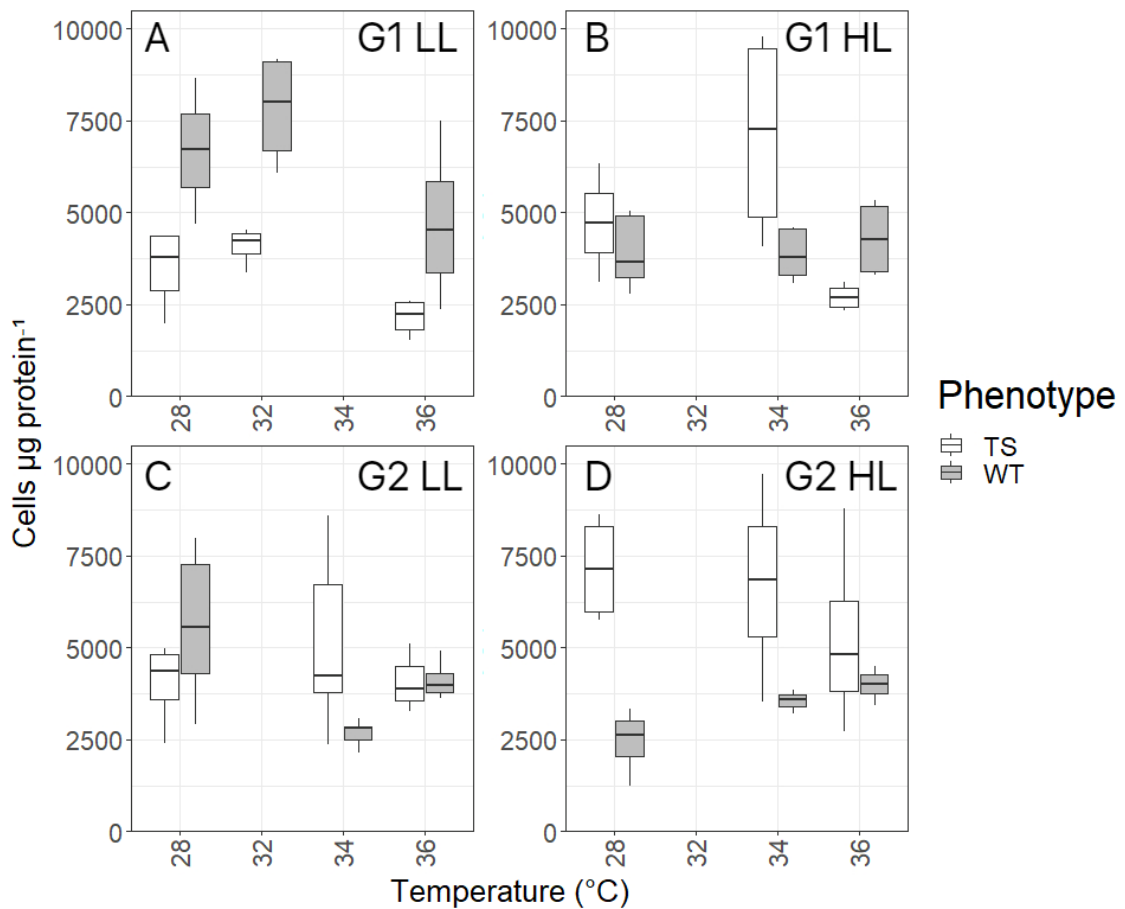 A G1 LL
10000
7500
5000
2500
0
28 32 34 36
B G1 HL
10000
7500
5000
2500
0
28 32 34 36
C G2 LL
10000
7500
5000
2500
0
28 32 34 36
D G2 HL
10000
7500
5000
2500
0
28 32 34 36
Cells µg protein-¹
Temperature (°C)
Phenotype
TS
WT